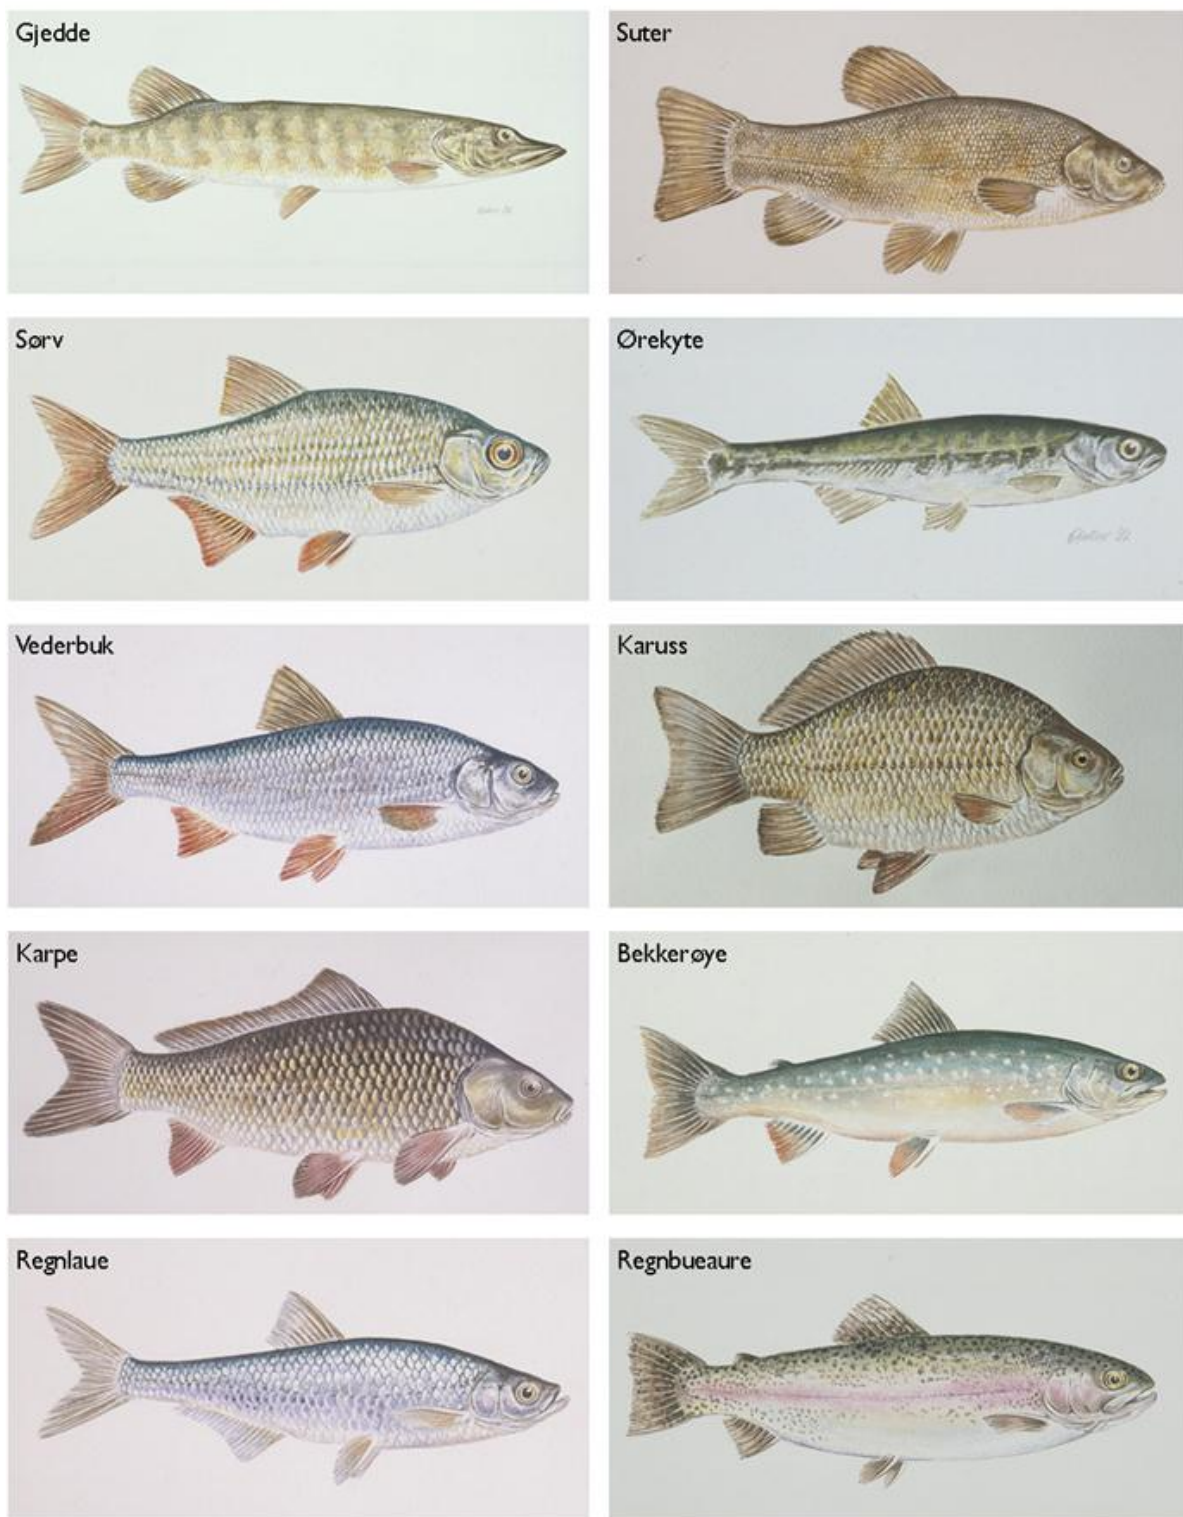 Gjedde
Suter
Sørv
Ørekyte
Vederbuk
Karuss
Karpe
Bekkerøye
Regnlaue
Regnbueaure